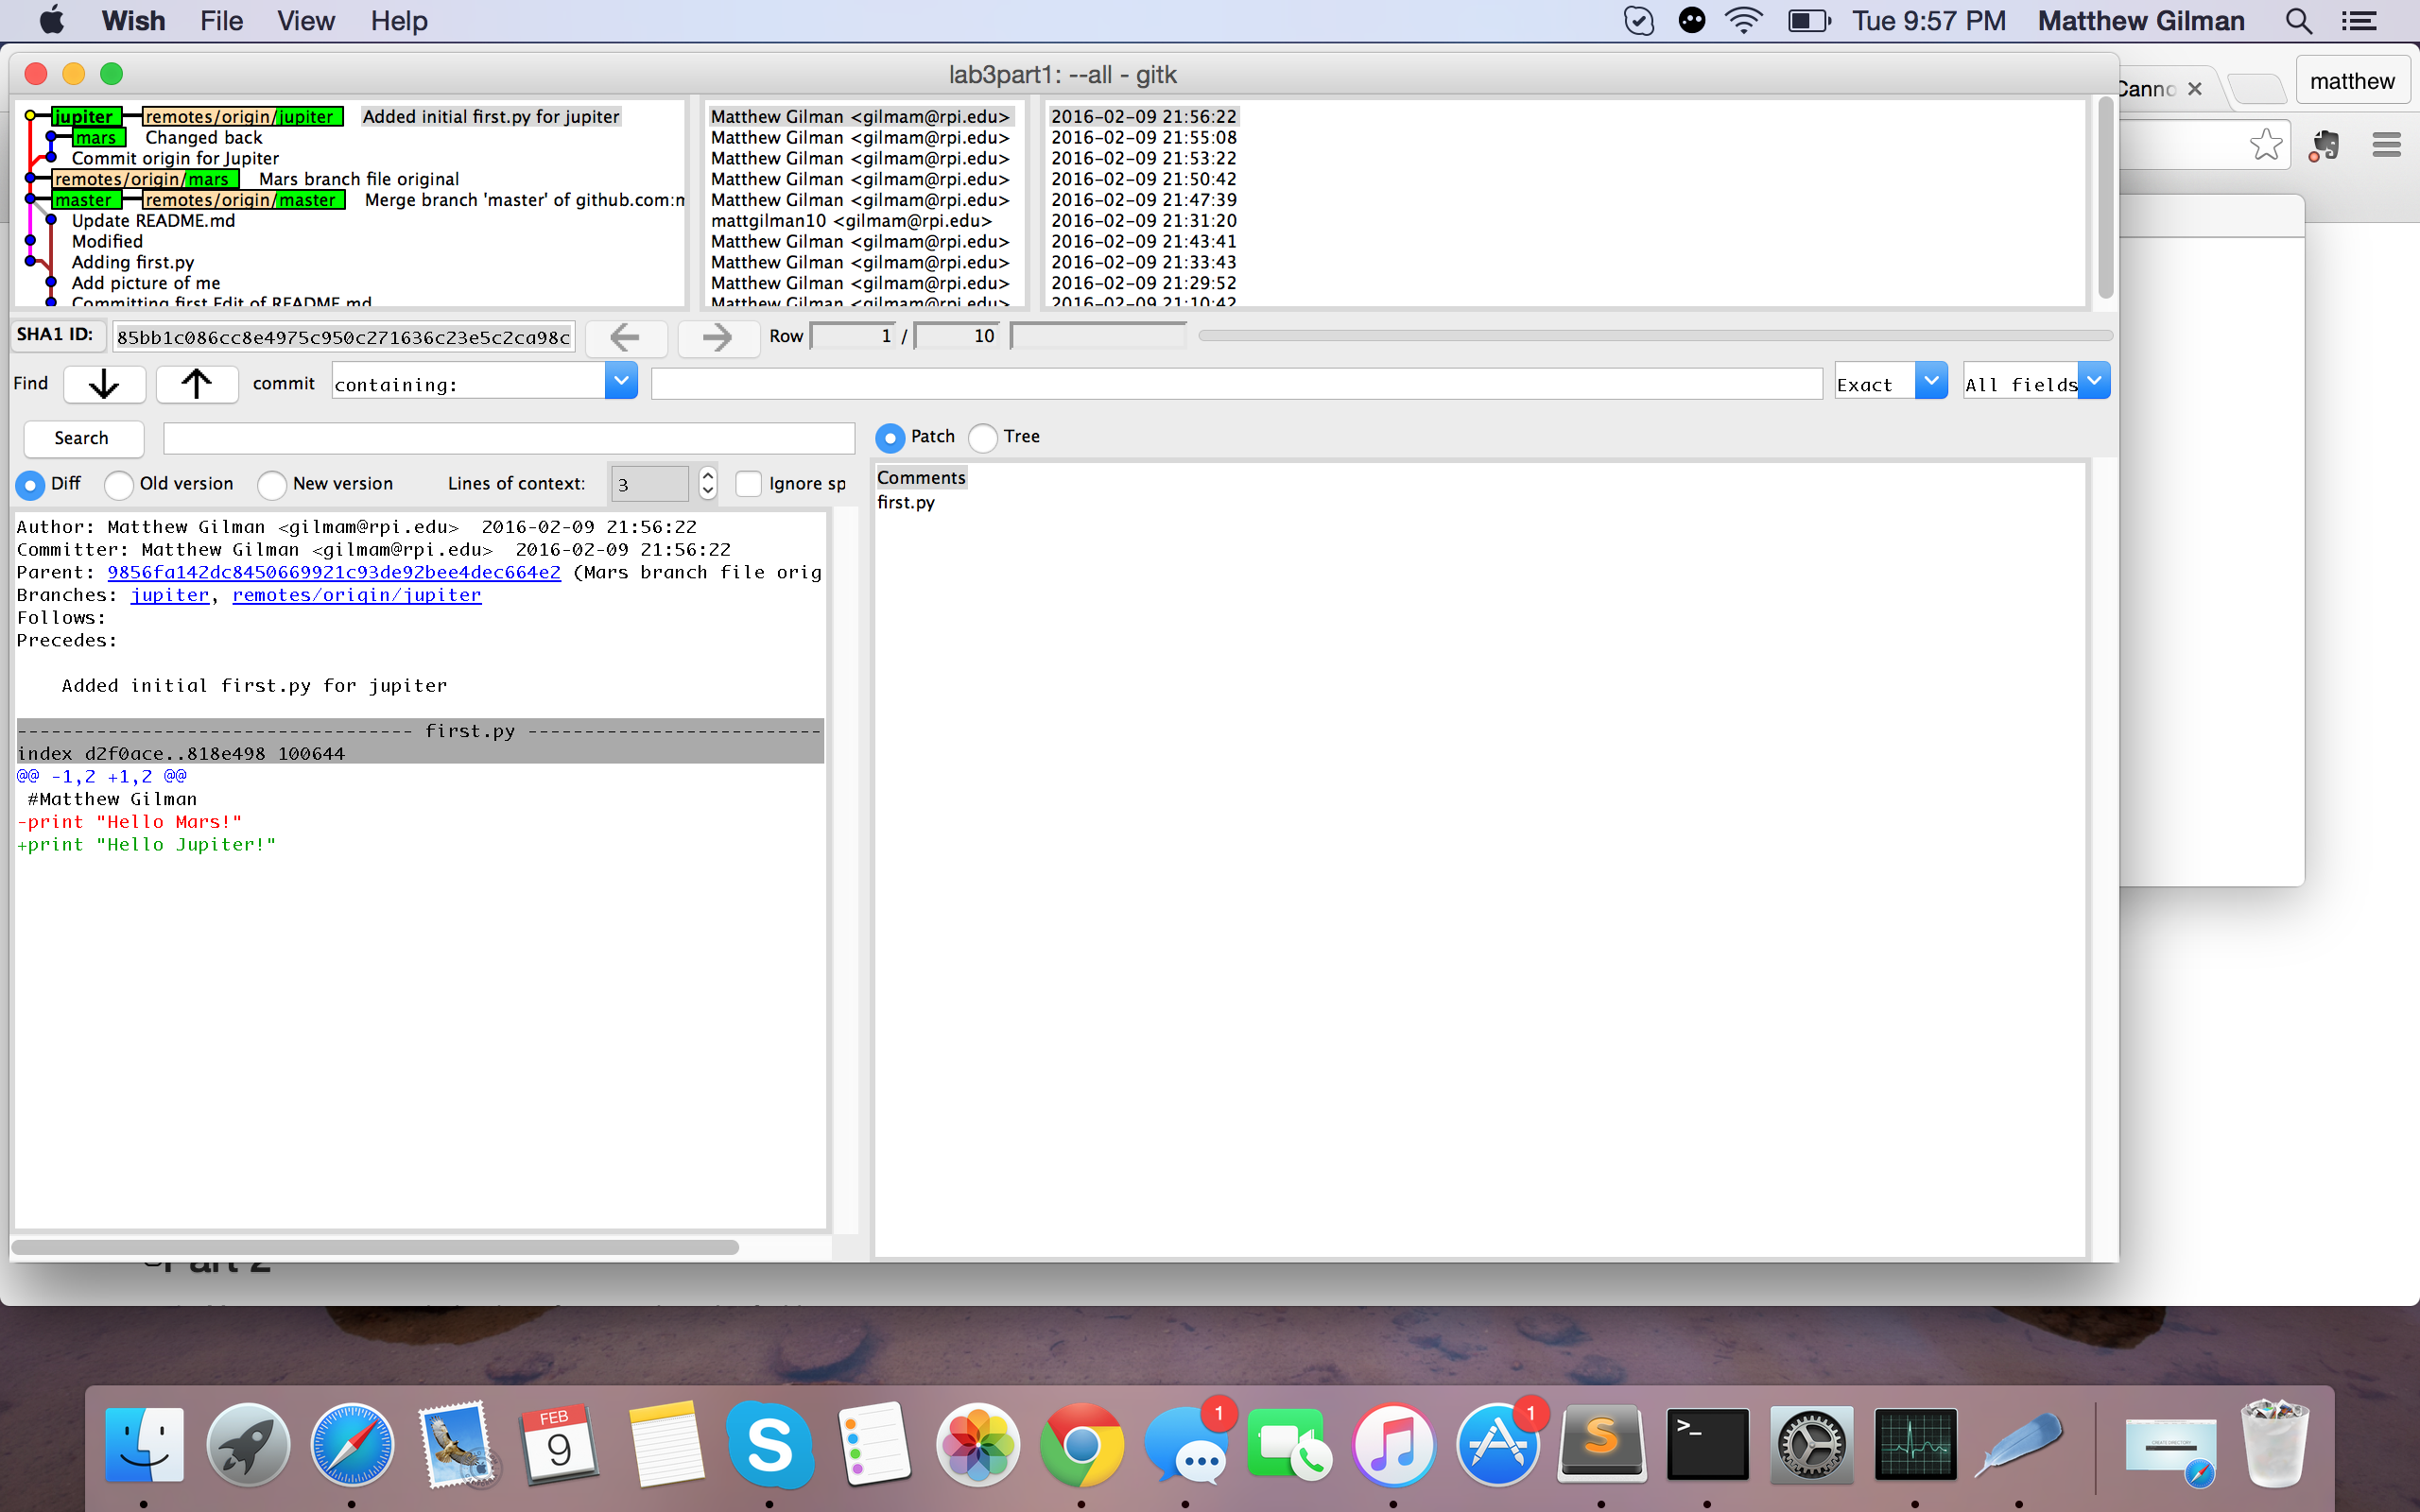 Wish File View Help Tue 9:57 PM Matthew Gilman
lab3part1: --all - gitk
matthew
jupiter remotes/origin/jupiter Added initial first.py for jupiter Matthew Gilman <gilmam@rpi.edu> 2016-02-09 21:56:22
mars Changed back Matthew Gilman <gilmam@rpi.edu> 2016-02-09 21:55:08
Commit origin for Jupiter Matthew Gilman <gilmam@rpi.edu> 2016-02-09 21:53:22
remotes/origin/mars Mars branch file original Matthew Gilman <gilmam@rpi.edu> 2016-02-09 21:50:42
master remotes/origin/master Merge branch 'master' of github.com:m Matthew Gilman <gilmam@rpi.edu> 2016-02-09 21:47:39
Update README.md mattgilman10 <gilmam@rpi.edu> 2016-02-09 21:31:20
Modified Matthew Gilman <gilmam@rpi.edu> 2016-02-09 21:43:41
Adding first.py Matthew Gilman <gilmam@rpi.edu> 2016-02-09 21:33:43
Add picture of me Matthew Gilman <gilmam@rpi.edu> 2016-02-09 21:29:52
Committing first Edit of README.md Matthew Gilman <gilmam@rpi.edu> 2016-02-09 21:10:42
SHA1 ID: 85bb1c086cc8e4975c950c271636c23e5c2ca98c Row 1 / 10
Find commit containing: Exact All fields
Search Patch Tree
Diff Old version New version Lines of context: 3 Ignore sp
Comments
first.py
Author: Matthew Gilman <gilmam@rpi.edu> 2016-02-09 21:56:22
Committer: Matthew Gilman <gilmam@rpi.edu> 2016-02-09 21:56:22
Parent: 9856fa142dc8450669921c93de92bee4dec664e2 (Mars branch file orig
Branches: jupiter, remotes/origin/jupiter
Follows:
Precedes:
Added initial first.py for jupiter
----------------------------------- first.py --------------------------
index d2f0ace..818e498 100644
@@ -1,2 +1,2 @@
#Matthew Gilman
-print "Hello Mars!"
+print "Hello Jupiter!"
Part 2
FEB
9
1
1